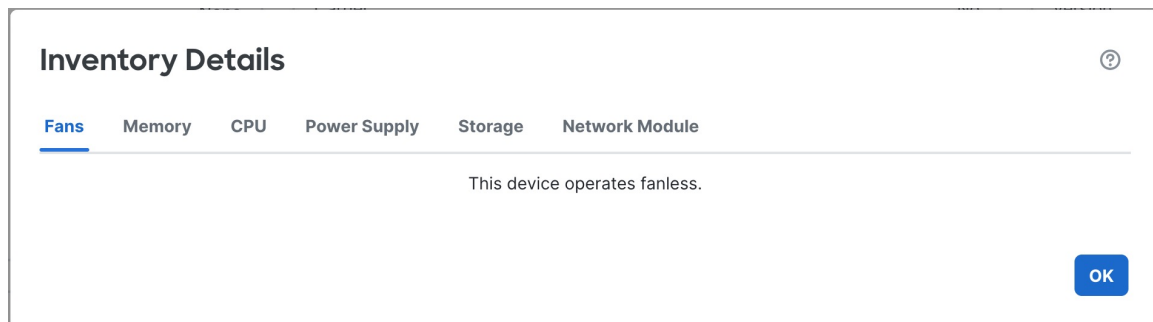 Inventory Details
Fans Memory CPU Power Supply Storage Network Module
This device operates fanless.
OK